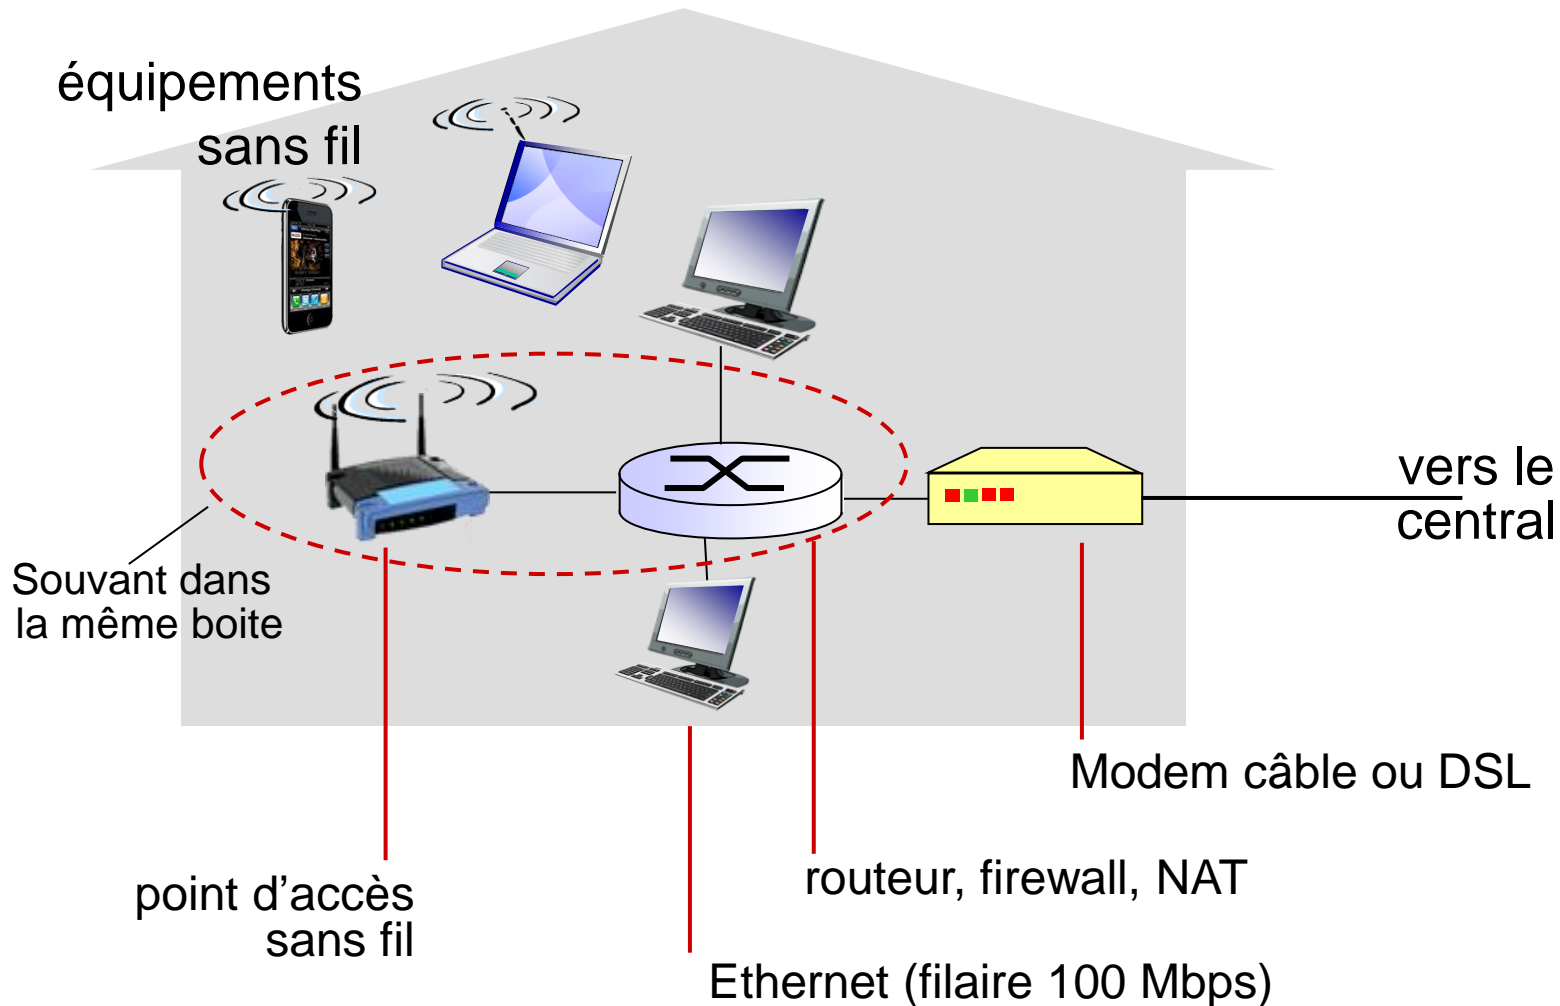 équipements
sans fil
vers le
central
Souvant dans
la même boite
Modem câble ou DSL
routeur, firewall, NAT
point d’accès
sans fil
Ethernet (filaire 100 Mbps)